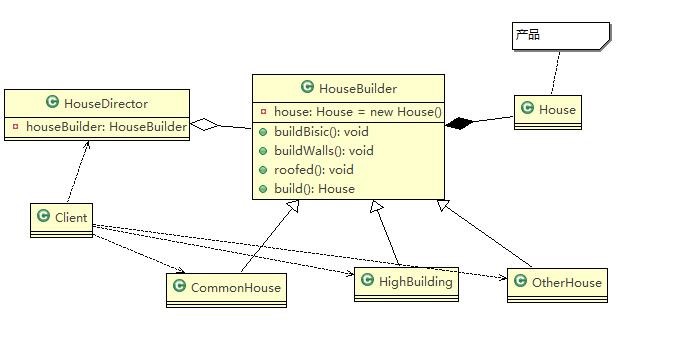 产品
HouseBuilder
HouseDirector
house: House = new House()
House
houseBuilder: HouseBuilder
buildBisic(): void
buildWalls(): void
roofed(): void
build(): House
Client
CommonHouse
HighBuilding
OtherHouse